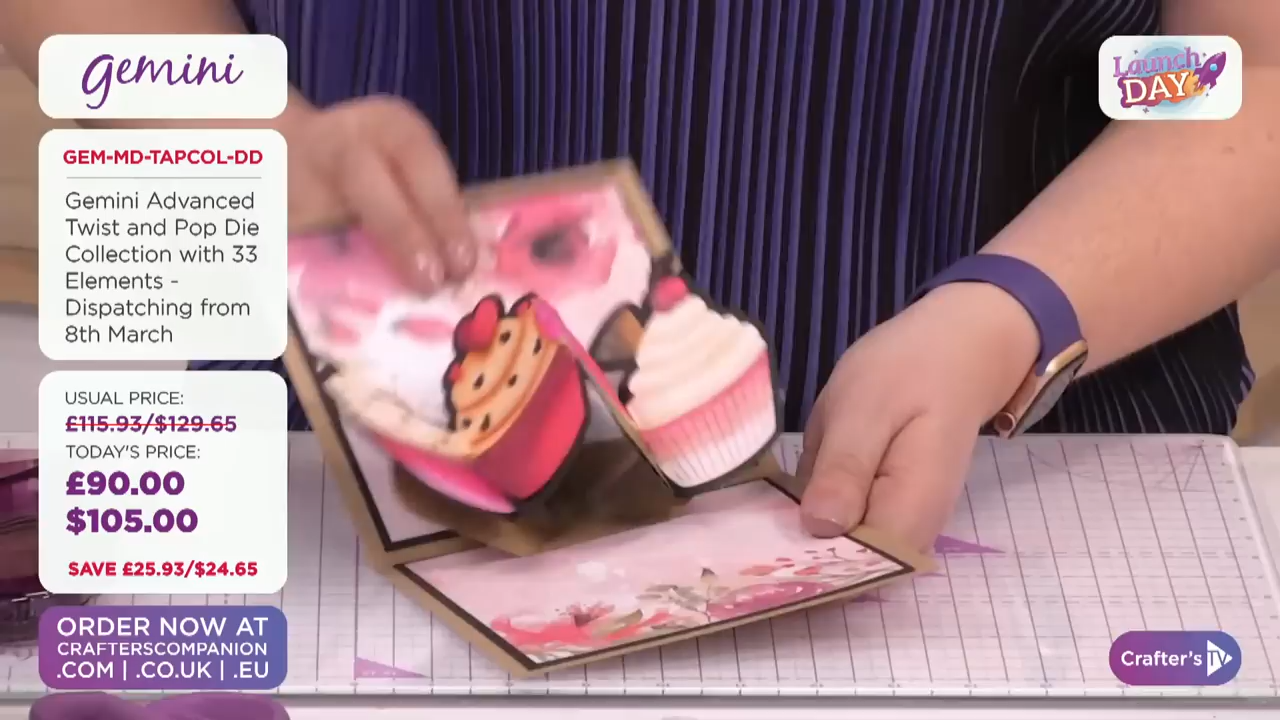 gemini
GEM-MD-TAPCOL-DD
Gemini Advanced
Twist and Pop Die
Collection with 33
Elements -
Dispatching from
8th March
USUAL PRICE:
£115.93/$129.65
TODAY'S PRICE:
£90.00
$105.00
SAVE £25.93/$24.65
ORDER NOW AT
CRAFTERSCOMPANION
.COM | .CO.UK | .EU
Launch
DAY
Crafter's TV